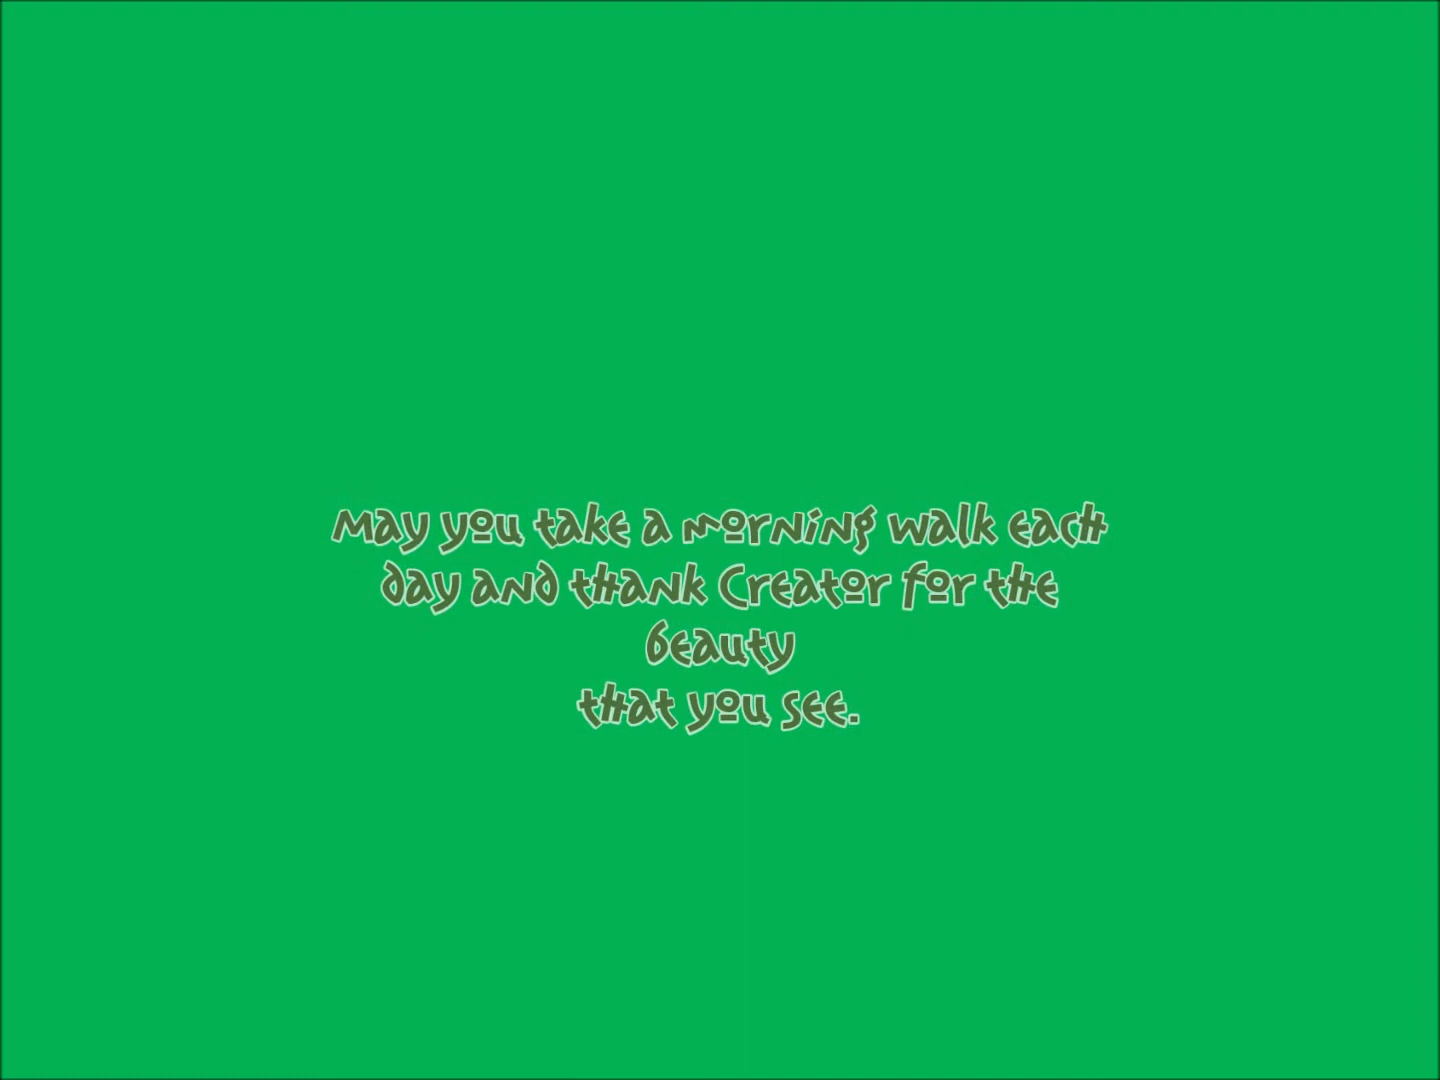 May you take a morning walk each
day and thank Creator for the
beauty
that you see.